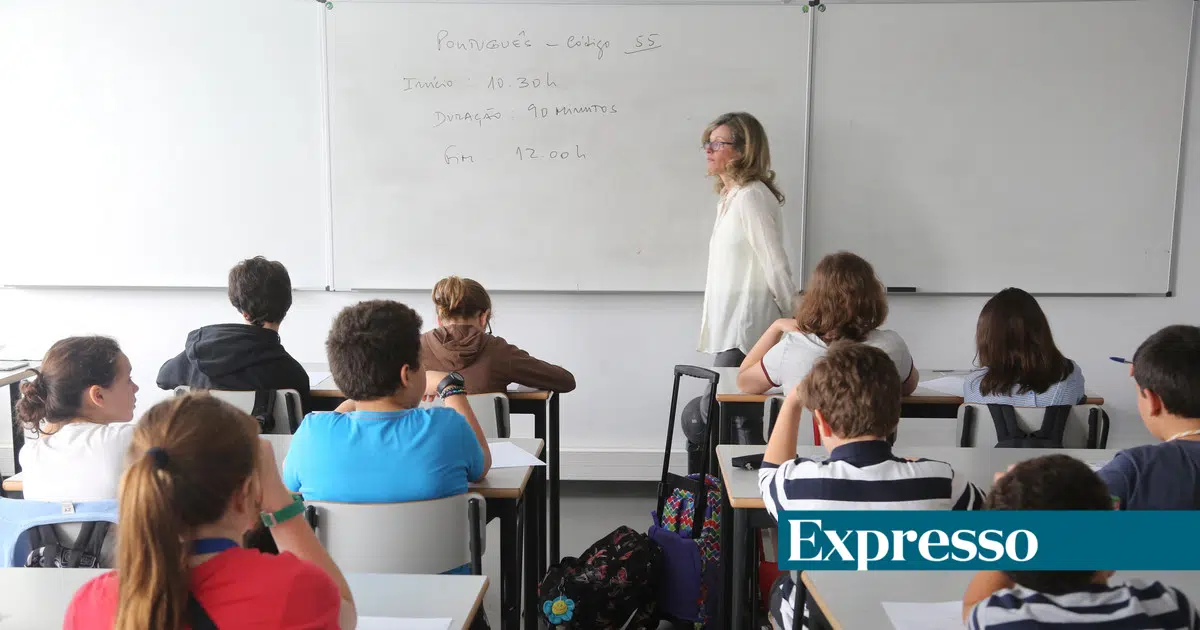 PORTUGUÊS - Código 55
Início: 10.30h
DURAÇÃO: 90 MINUTOS
Fim 12.00h
Expresso